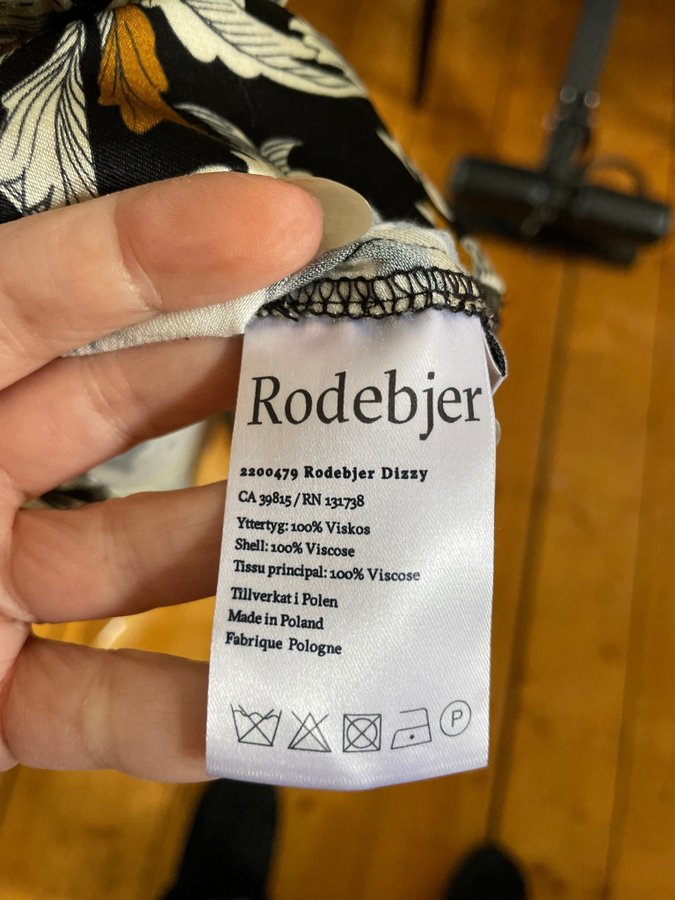 Rodebjer
2200479 Rodebjer Dizzy
CA 39815 / RN 131738
Yttertyg: 100% Viskos
Shell: 100% Viscose
Tissu principal: 100% Viscose
Tillverkat i Polen
Made in Poland
Fabrique Pologne
P